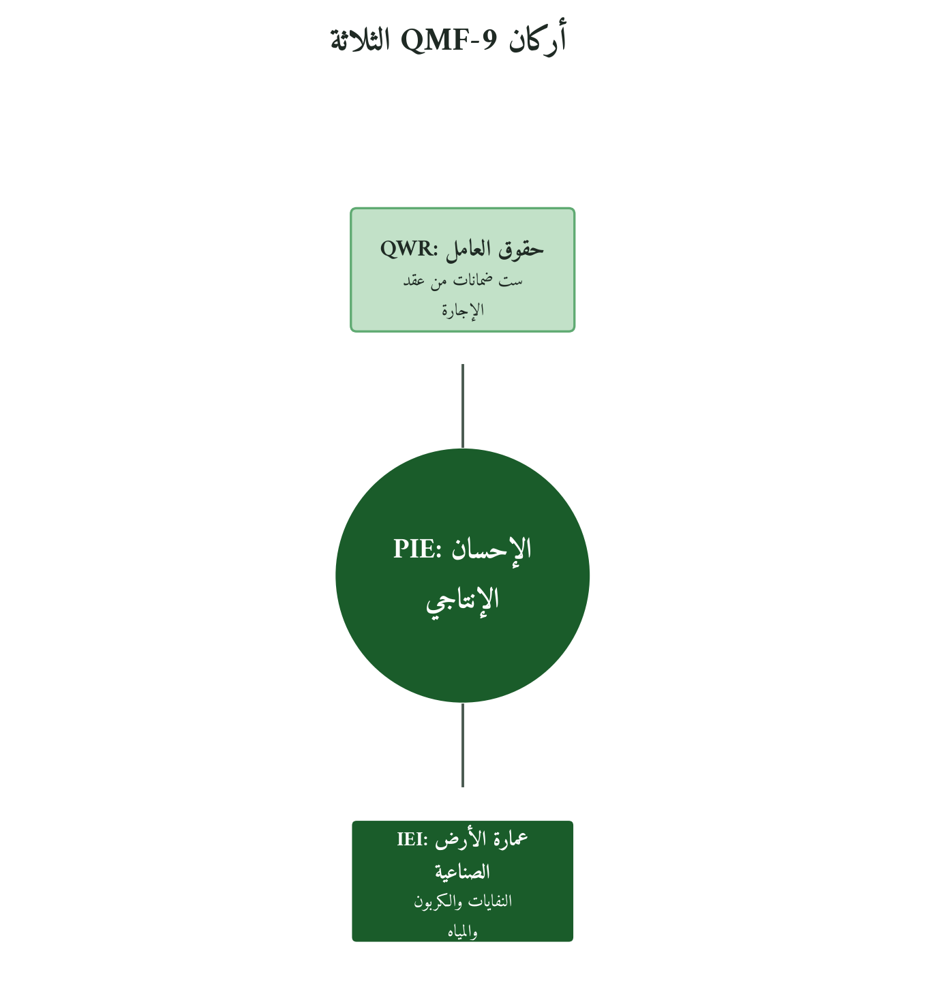 أركان QMF-9 الثلاثة
QWR: حقوق العامل
ست ضمانات من عقد
الإجارة
PIE: الإحسان
الإنتاجي
IEI: عمارة الأرض
الصناعية
النفايات والكربون
والمياه